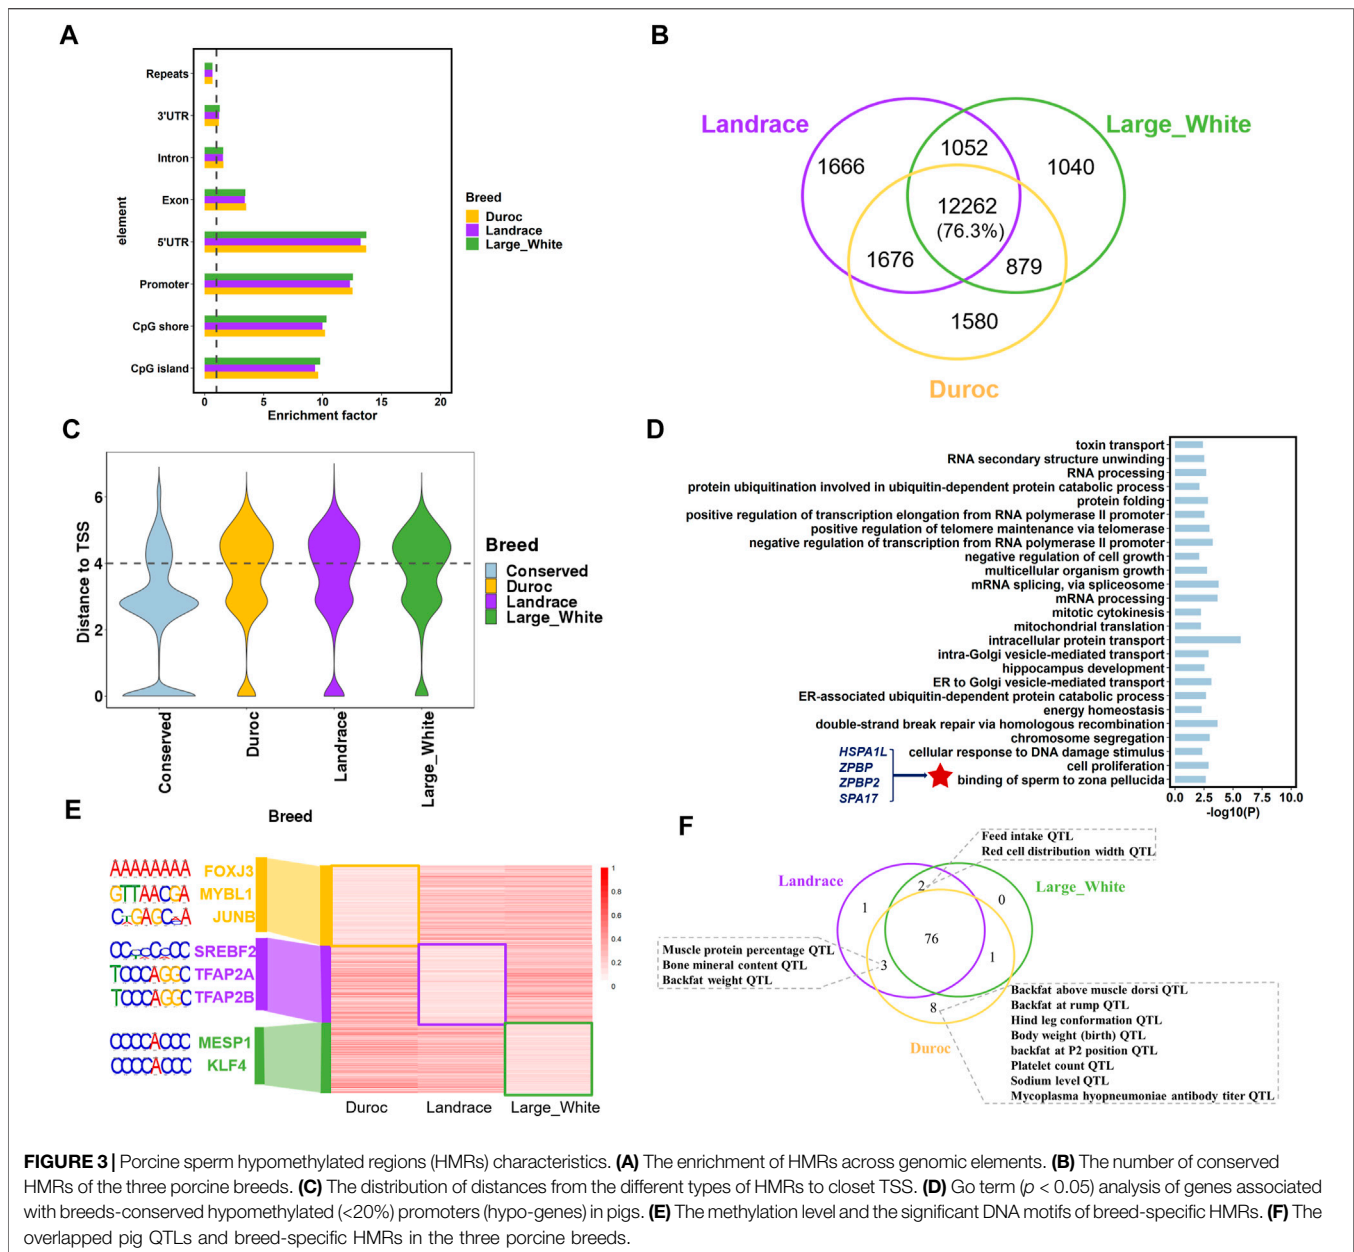 A
Repeats
3'UTR
Intron
Exon
5'UTR
Promoter
CpG shore
CpG island
element
0 5 10 15 20
Enrichment factor
Breed
Duroc
Landrace
Large_White
B
Landrace
Large_White
1666
1052
1040
12262
(76.3%)
1676
879
1580
Duroc
C
Distance to TSS
6
4
2
0
Conserved
Duroc
Landrace
Large_White
Breed
Breed
Conserved
Duroc
Landrace
Large_White
D
toxin transport
RNA secondary structure unwinding
RNA processing
protein ubiquitination involved in ubiquitin-dependent protein catabolic process
protein folding
positive regulation of transcription elongation from RNA polymerase II promoter
positive regulation of telomere maintenance via telomerase
negative regulation of transcription from RNA polymerase II promoter
negative regulation of cell growth
multicellular organism growth
mRNA splicing, via spliceosome
mRNA processing
mitotic cytokinesis
mitochondrial translation
intracellular protein transport
intra-Golgi vesicle-mediated transport
hippocampus development
ER to Golgi vesicle-mediated transport
ER-associated ubiquitin-dependent protein catabolic process
energy homeostasis
double-strand break repair via homologous recombination
chromosome segregation
cellular response to DNA damage stimulus
cell proliferation
binding of sperm to zona pellucida
HSPA1L
ZPBP
ZPBP2
SPA17
0.0 2.5 5.0 7.5 10.0
-log10(P)
E
AAAAAAAA FOXJ3
GTTAACGA MYBL1
JUNB
SREBF2
TCCCAGGC TFAP2A
TCCCAGGC TFAP2B
CCCCACCC MESP1
CCCCACCC KLF4
Duroc Landrace Large_White
1
0.8
0.6
0.4
0.2
0
F
Feed intake QTL
Red cell distribution width QTL
Landrace
Large_White
2
1
0
76
3
1
8
Duroc
Muscle protein percentage QTL
Bone mineral content QTL
Backfat weight QTL
Backfat above muscle dorsi QTL
Backfat at rump QTL
Hind leg conformation QTL
Body weight (birth) QTL
backfat at P2 position QTL
Platelet count QTL
Sodium level QTL
Mycoplasma hyopneumoniae antibody titer QTL
FIGURE 3 | Porcine sperm hypomethylated regions (HMRs) characteristics. (A) The enrichment of HMRs across genomic elements. (B) The number of conserved
HMRs of the three porcine breeds. (C) The distribution of distances from the different types of HMRs to closet TSS. (D) Go term (p < 0.05) analysis of genes associated
with breeds-conserved hypomethylated (<20%) promoters (hypo-genes) in pigs. (E) The methylation level and the significant DNA motifs of breed-specific HMRs. (F) The
overlapped pig QTLs and breed-specific HMRs in the three porcine breeds.